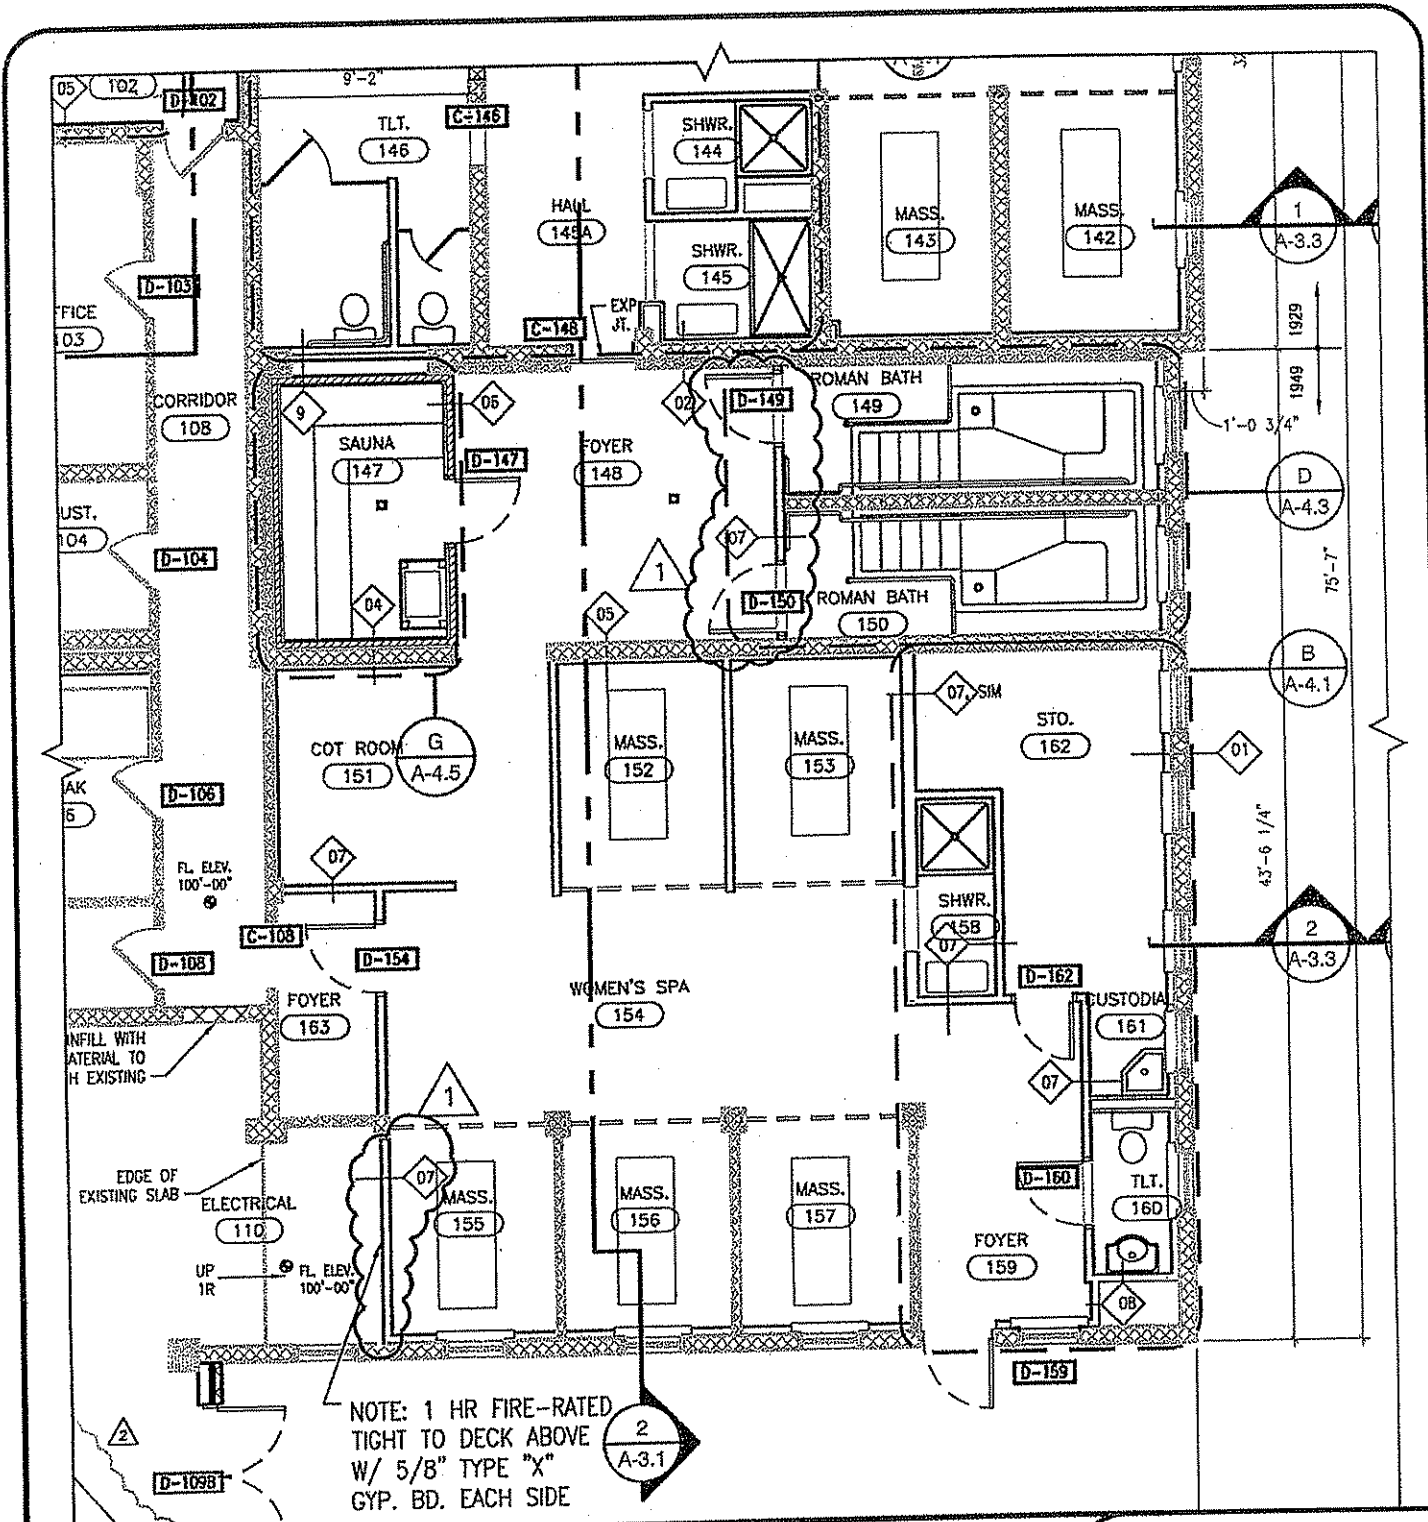 05
102
D-102
9'-2"
C-146
TLT.
146
SHWR.
144
HALL
145A
MASS.
143
MASS.
142
1
A-3.3
SHWR.
145
D-103
103
EXP.
JT.
C-148
1929
1949
CORRIDOR
108
9
06
SAUNA
147
D-147
FOYER
148
02
D-149
ROMAN BATH
149
1'-0 3/4"
D
A-4.3
104
D-104
07
1
75'-7"
04
05
D-150
ROMAN BATH
150
B
A-4.1
07, SIM
STO.
162
01
COT ROOM
151
G
A-4.5
MASS.
152
MASS.
153
D-106
07
43'-6 1/4"
FL. ELEV.
100'-00"
SHWR.
158
07
2
A-3.3
C-108
D-108
D-154
D-162
FOYER
163
WOMEN'S SPA
154
161
NFILL WITH
ATERIAL TO
H EXISTING
07
1
EDGE OF
EXISTING SLAB
ELECTRICAL
110
07
MASS.
155
MASS.
156
MASS.
157
D-160
TLT.
160
FOYER
159
UP
1R
FL. ELEV.
100'-00"
08
D-159
NOTE: 1 HR FIRE-RATED
TIGHT TO DECK ABOVE
W/ 5/8" TYPE "X"
GYP. BD. EACH SIDE
2
A-3.1
2
D-109B